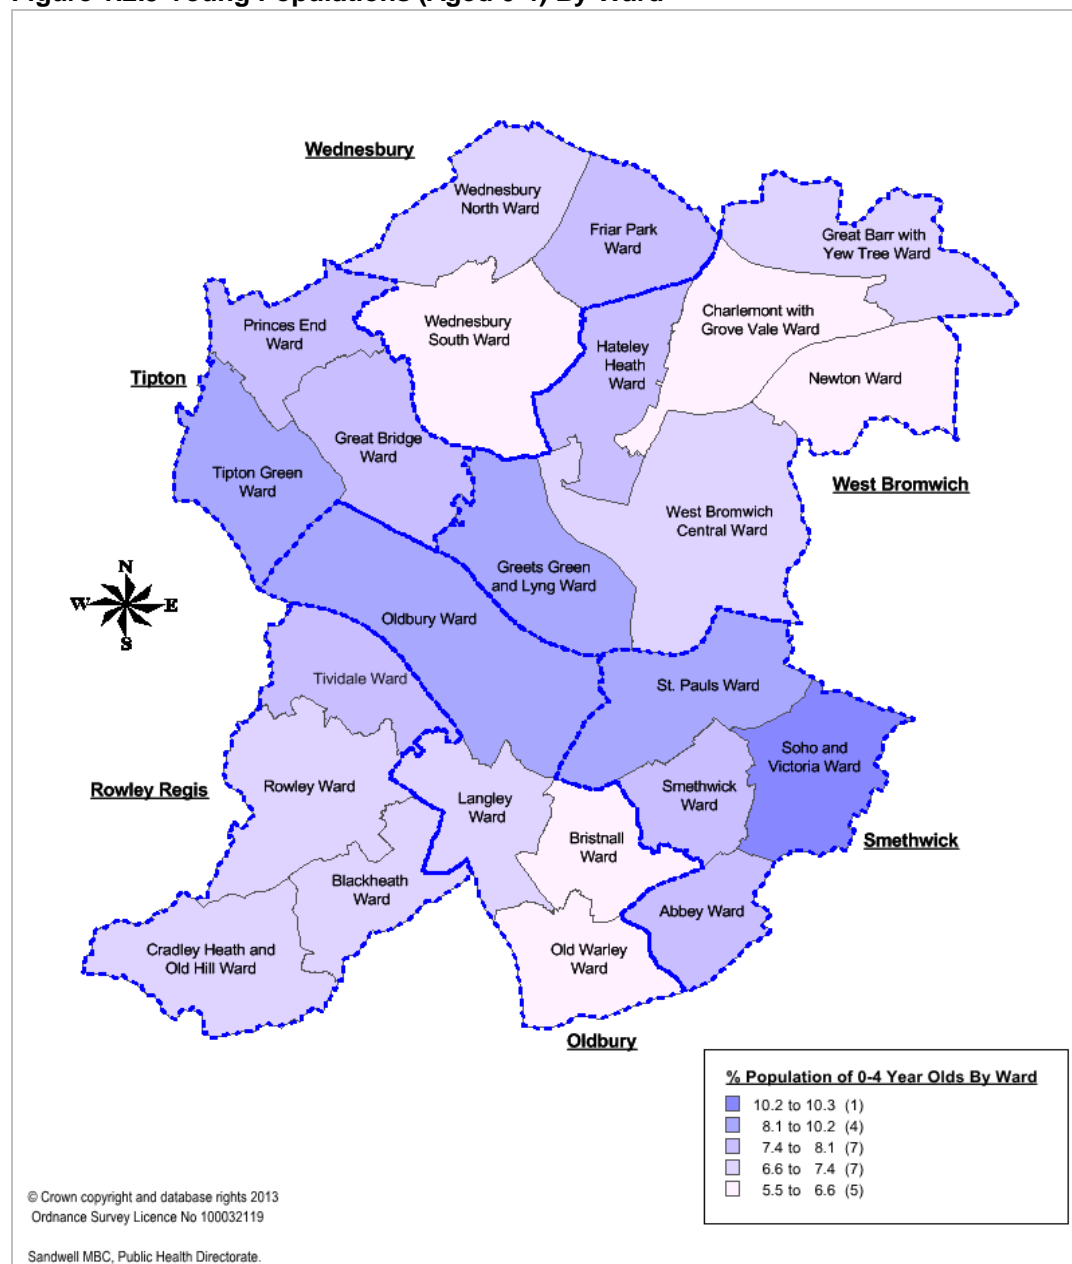 Wednesbury
Wednesbury
North Ward
Friar Park
Ward
Great Barr with
Yew Tree Ward
Princes End
Ward
Wednesbury
South Ward
Charlemont with
Grove Vale Ward
Hateley
Heath
Ward
Tipton
Newton Ward
Great Bridge
Ward
Tipton Green
Ward
West Bromwich
West Bromwich
Central Ward
N
W
E
S
Greets Green
and Lyng Ward
Oldbury Ward
Tividale Ward
St. Pauls Ward
Soho and
Victoria Ward
Rowley Regis
Rowley Ward
Langley
Ward
Smethwick
Ward
Bristnall
Ward
Smethwick
Blackheath
Ward
Abbey Ward
Cradley Heath and
Old Hill Ward
Old Warley
Ward
Oldbury
% Population of 0-4 Year Olds By Ward
10.2 to 10.3 (1)
8.1 to 10.2 (4)
7.4 to 8.1 (7)
6.6 to 7.4 (7)
5.5 to 6.6 (5)
© Crown copyright and database rights 2013
Ordnance Survey Licence No 100032119
Sandwell MBC, Public Health Directorate.